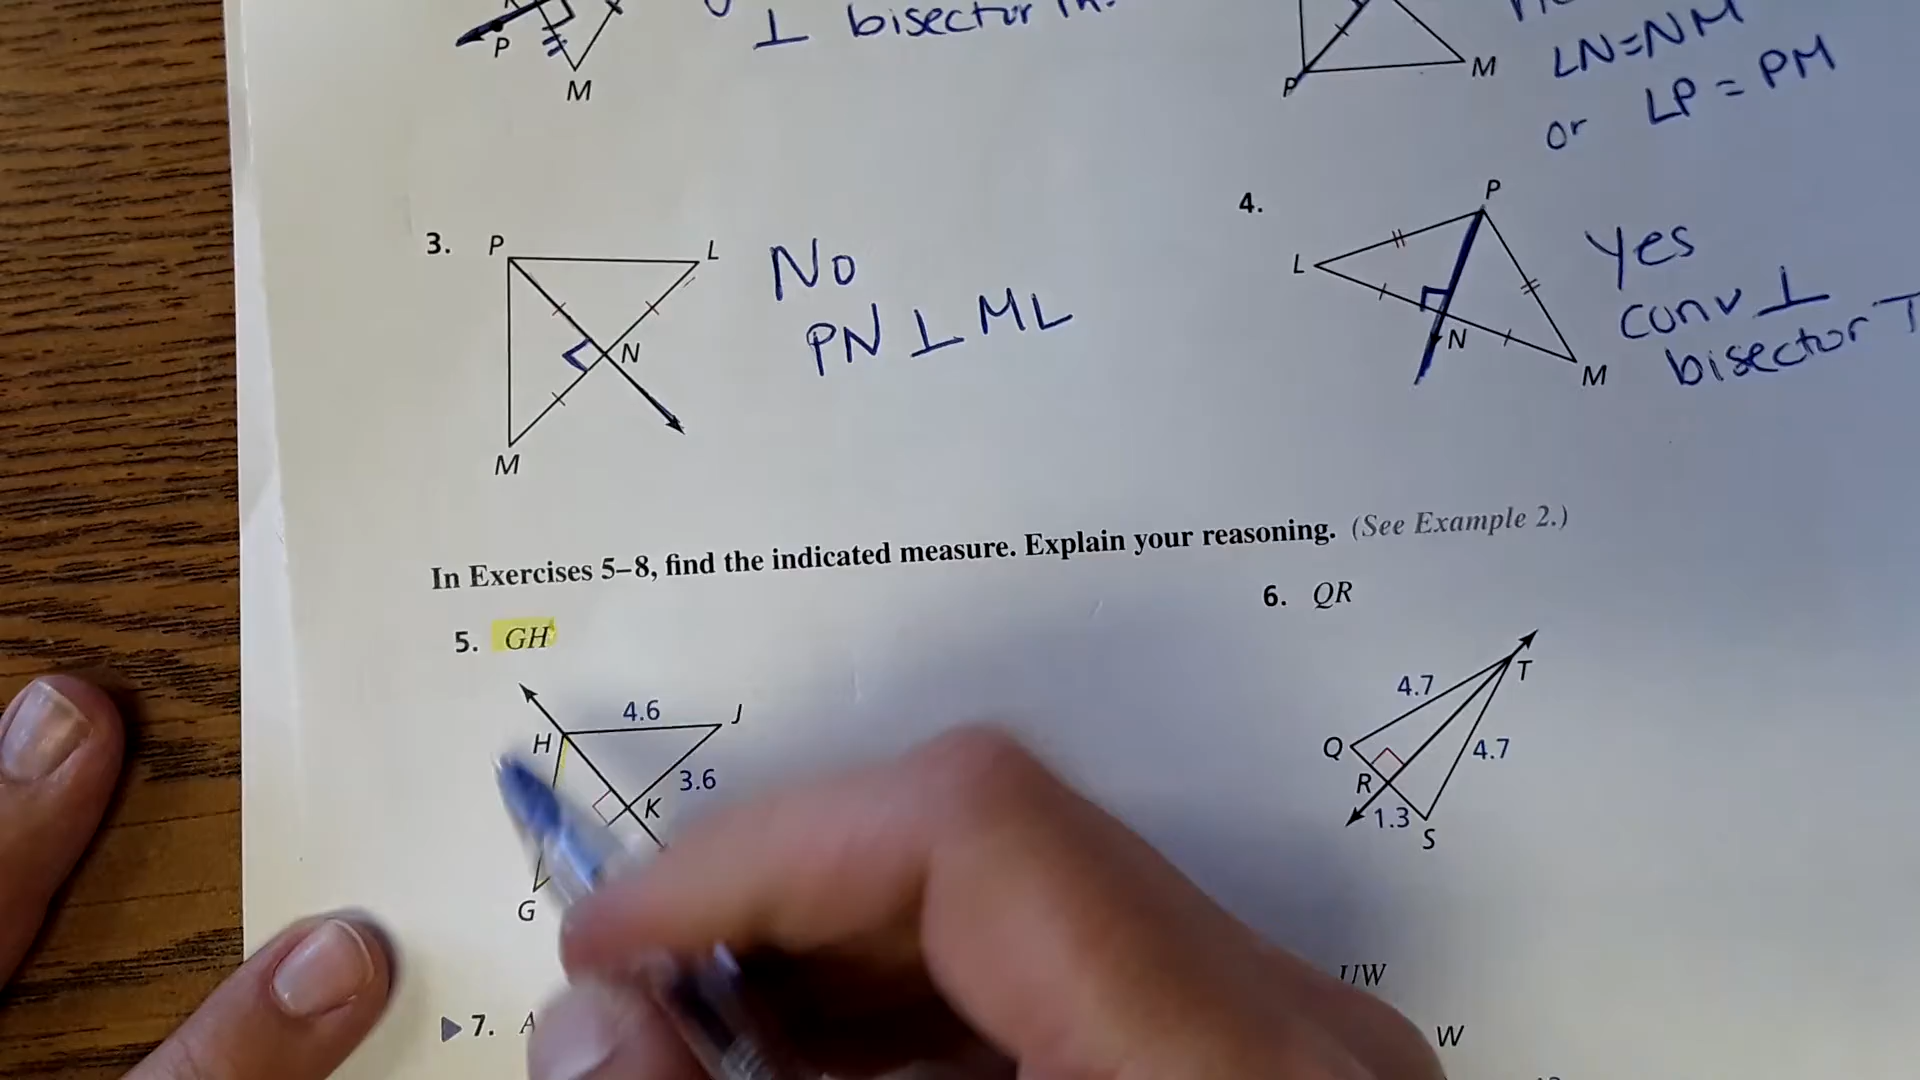 P
M
⊥ bisector Th.
P
M
LN=NM
or LP = PM
3.
P
L
N
M
No
PN ⊥ ML
4.
P
L
N
M
Yes
conv ⊥
bisector T
In Exercises 5–8, find the indicated measure. Explain your reasoning. (See Example 2.)
5. GH
4.6
J
H
3.6
K
G
6. QR
T
4.7
Q
4.7
R
1.3
S
7. A
UW
W